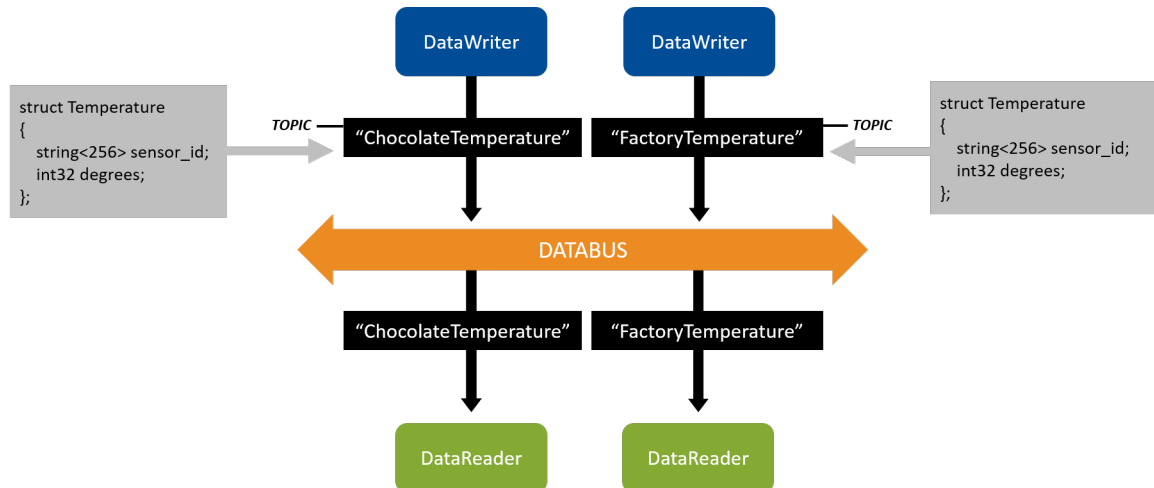 DataWriter
DataWriter
struct Temperature
{
string<256> sensor_id;
int32 degrees;
};
TOPIC
“ChocolateTemperature”
“FactoryTemperature”
TOPIC
struct Temperature
{
string<256> sensor_id;
int32 degrees;
};
DATABUS
“ChocolateTemperature”
“FactoryTemperature”
DataReader
DataReader